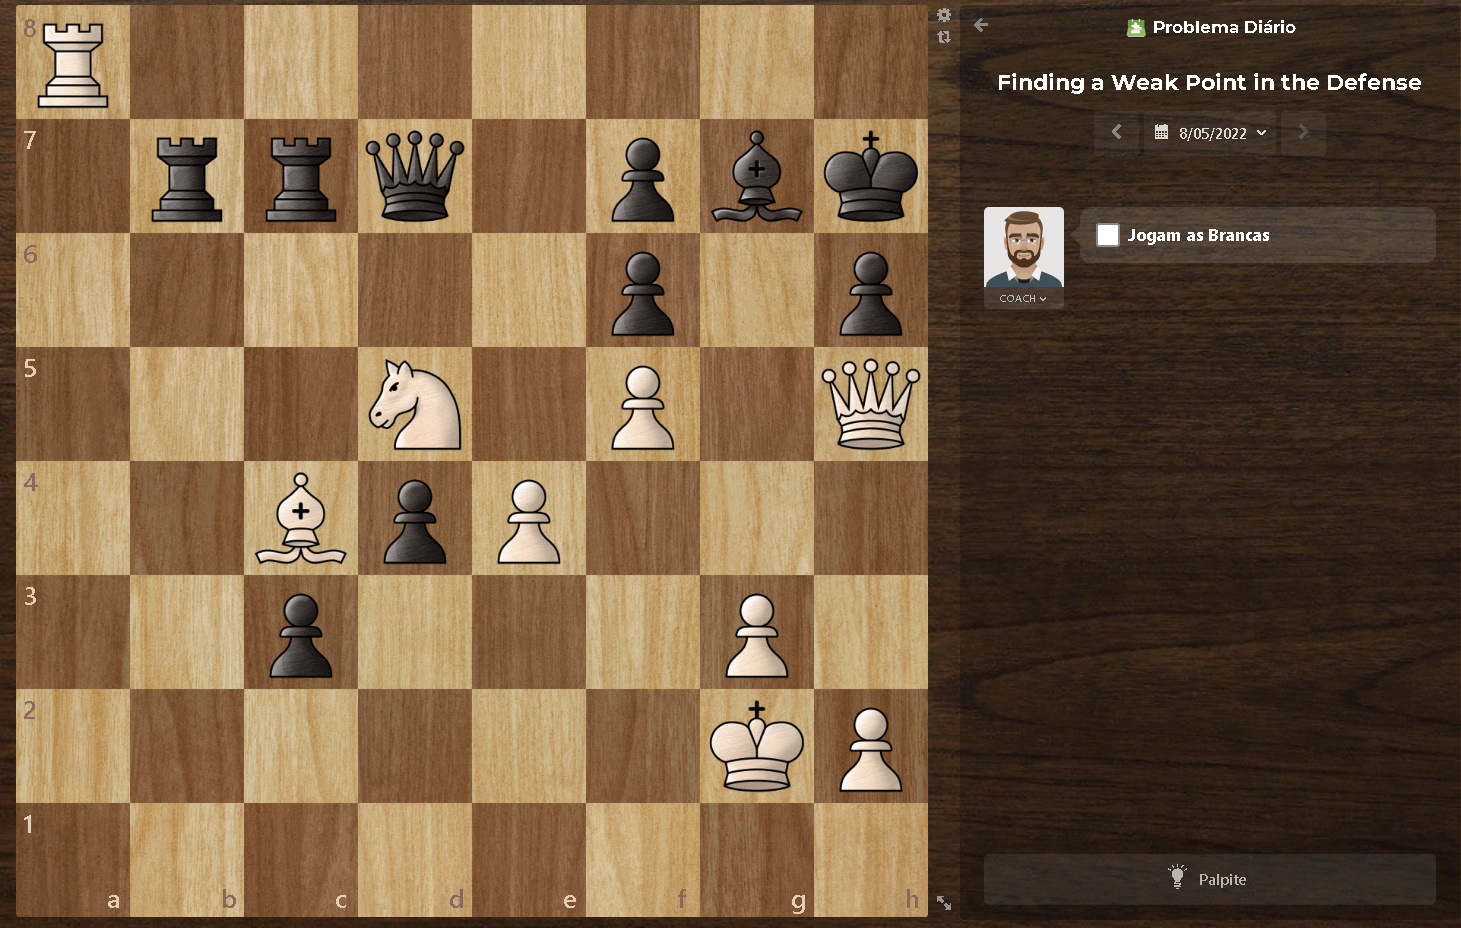 8
7
6
5
4
3
2
1
a b c d e f g h
Problema Diário
Finding a Weak Point in the Defense
8/05/2022
Jogam as Brancas
COACH
Palpite